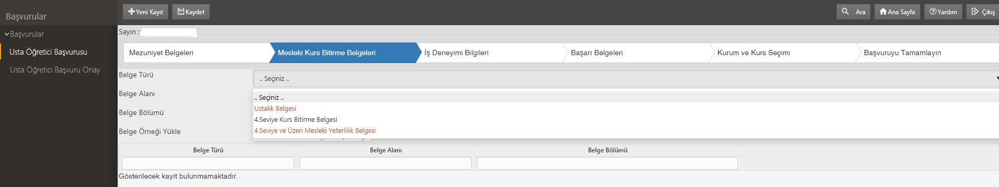 Başvurular
Yeni Kayıt
Kaydet
Ara
Ana Sayfa
Yardım
Çıkış
Başvurular
Usta Öğretici Başvurusu
Usta Öğretici Başvuru Onay
Sayın :
Mezuniyet Belgeleri
Mesleki Kurs Bitirme Belgeleri
İş Deneyimi Bilgileri
Başarı Belgeleri
Kurum ve Kurs Seçimi
Başvuruyu Tamamlayın
Belge Türü
.. Seçiniz ..
Belge Alanı
Belge Bölümü
Belge Örneği Yükle
.. Seçiniz ..
Ustalık Belgesi
4.Seviye Kurs Bitirme Belgesi
4.Seviye ve Üzeri Mesleki Yeterlilik Belgesi
Belge Türü
Belge Alanı
Belge Bölümü
Gösterilecek kayıt bulunmamaktadır.